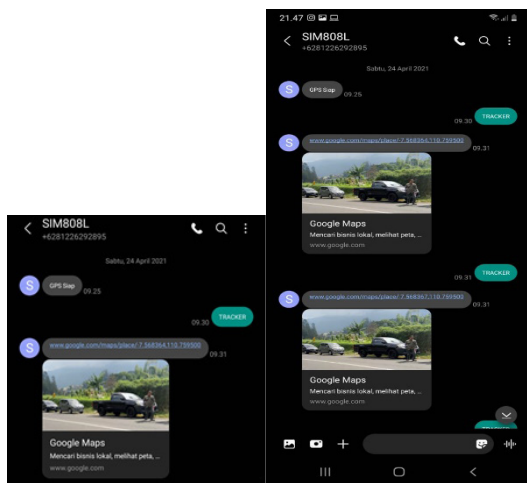 SIM808L
+6281226292895
Sabtu, 24 April 2021
S
GPS Siap
09.25
09.30
TRACKER
S
www.google.com/maps/place/-7.568364,110.759500
09.31
Google Maps
Mencari bisnis lokal, melihat peta, ...
www.google.com
21.47
SIM808L
+6281226292895
Sabtu, 24 April 2021
S
GPS Siap
09.25
09.30
TRACKER
S
www.google.com/maps/place/-7.568364,110.759500
09.31
Google Maps
Mencari bisnis lokal, melihat peta, ...
www.google.com
09.31
TRACKER
S
www.google.com/maps/place/-7.568367,110.759500
09.31
Google Maps
Mencari bisnis lokal, melihat peta, ...
www.google.com